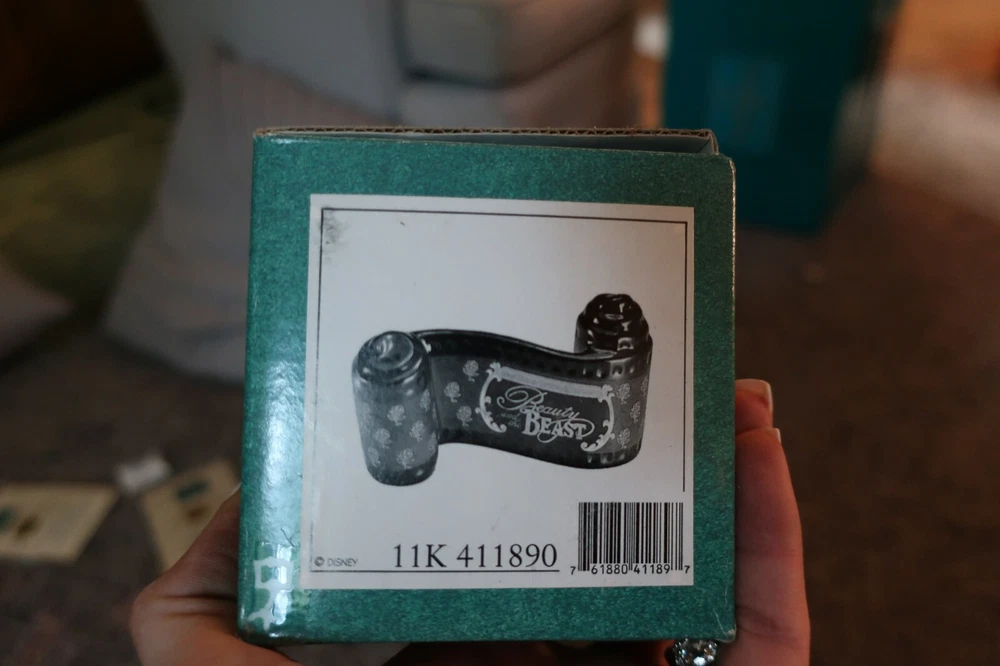 Beauty
and the
BEAST
© DISNEY
11K 411890
7 61880 41189 7